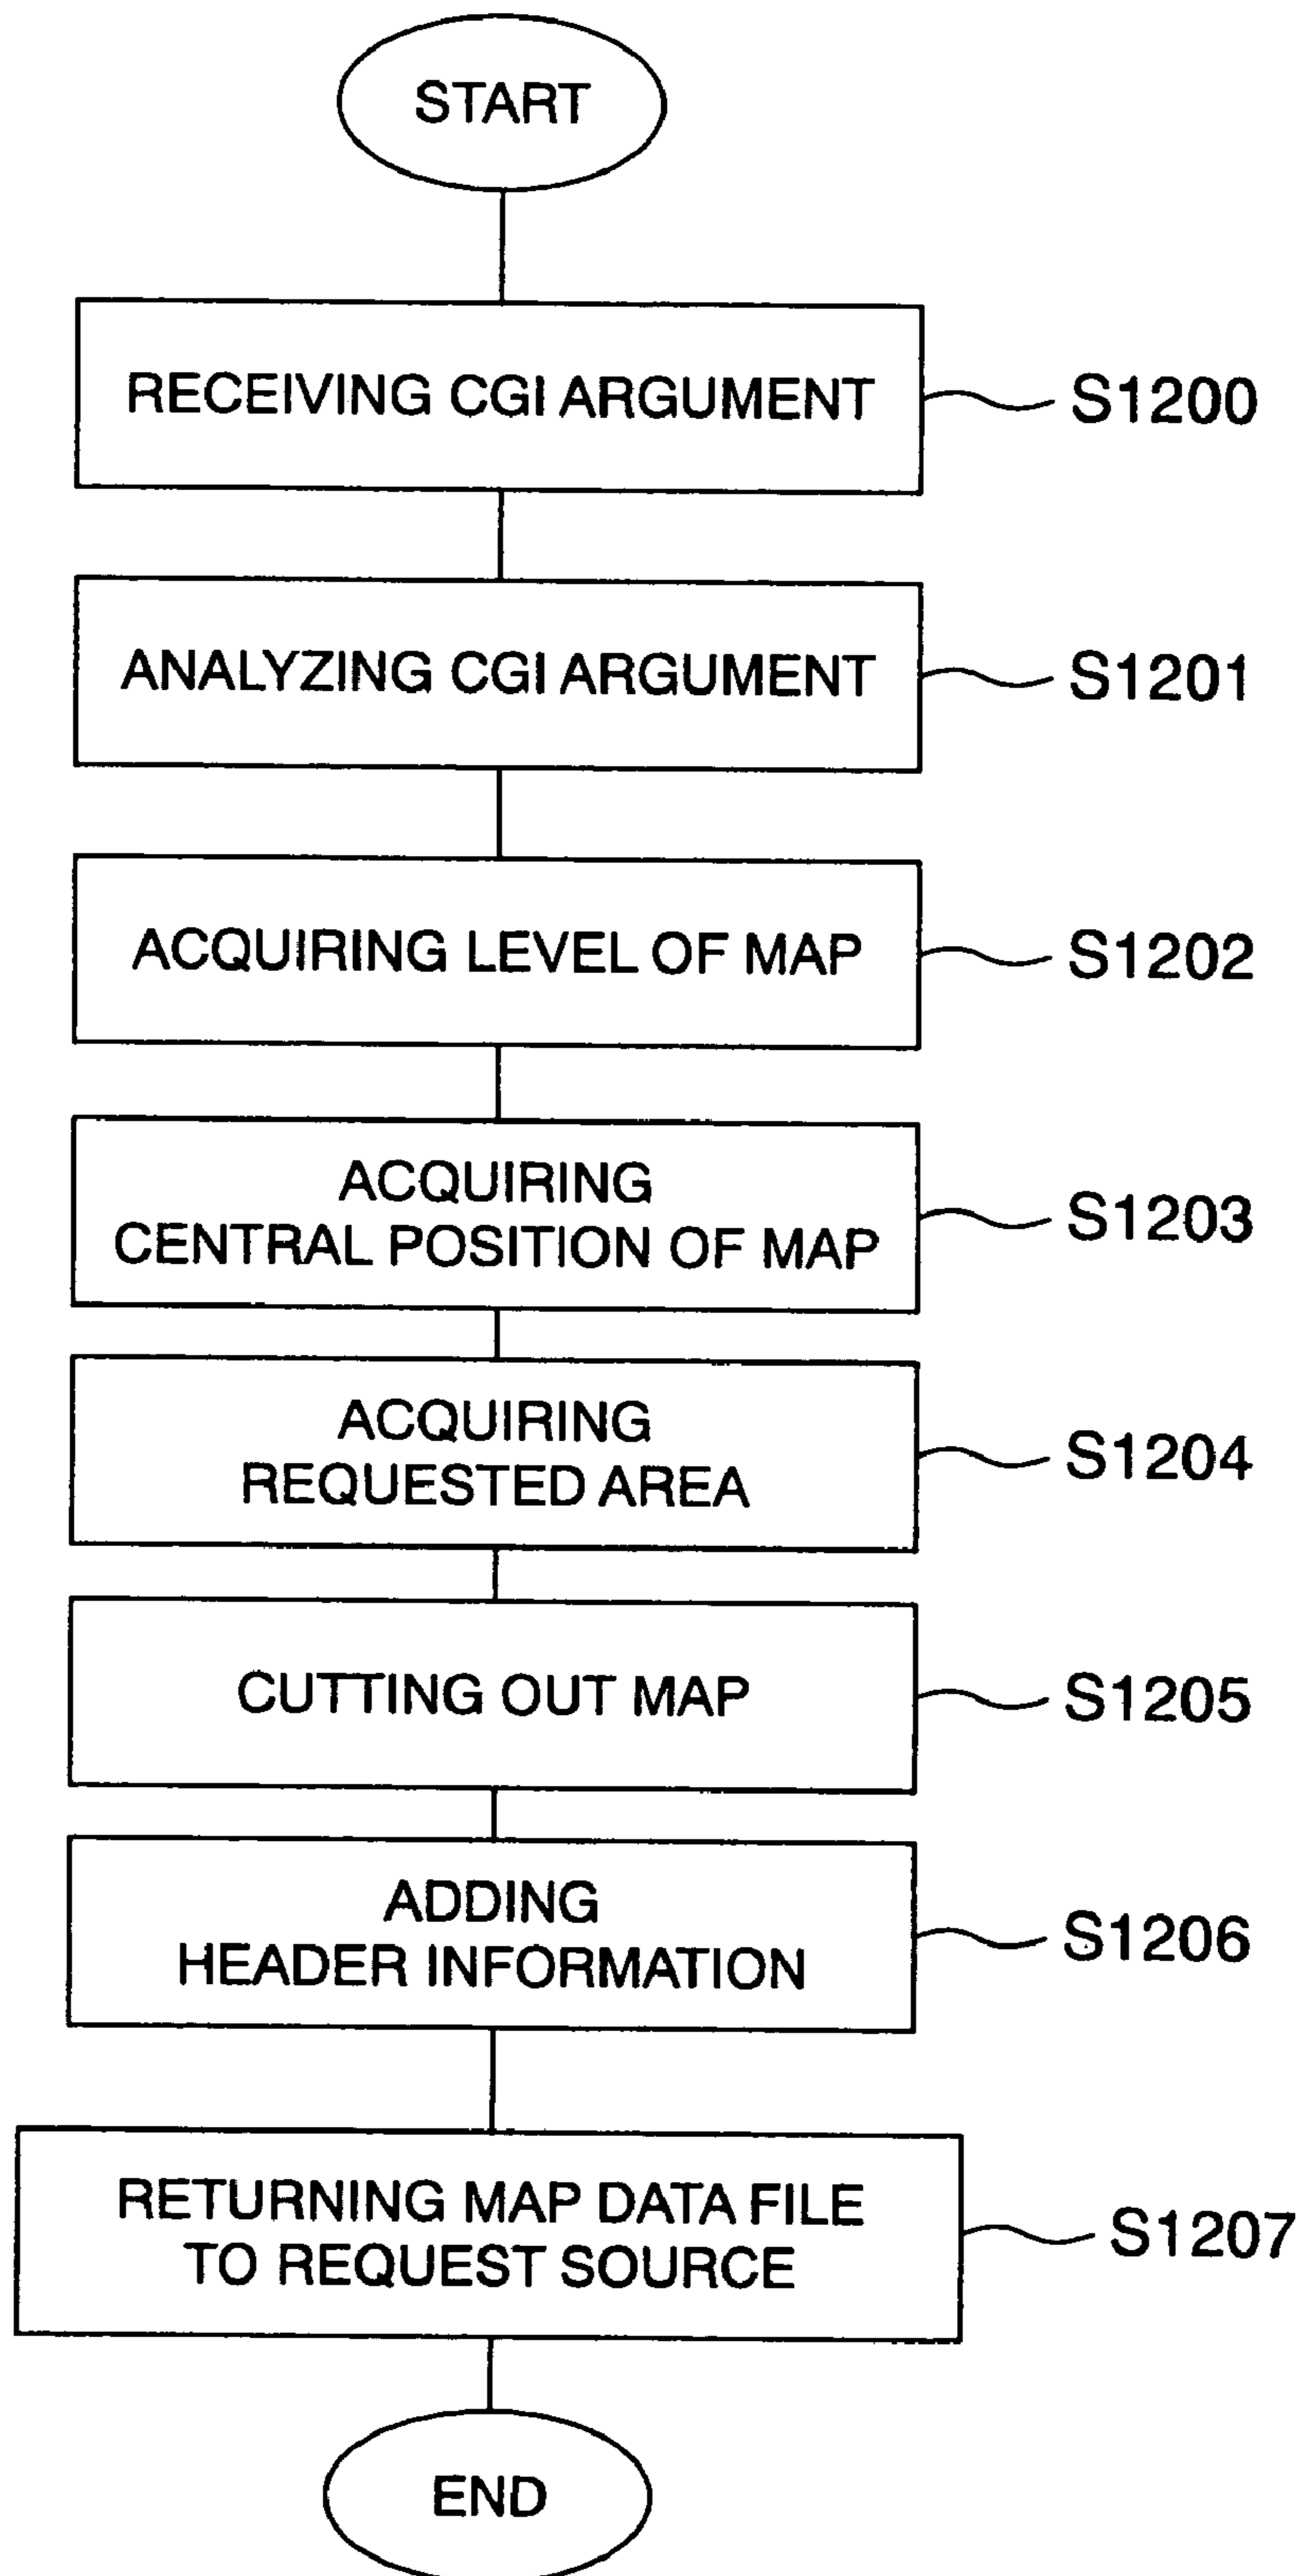 START
RECEIVING CGI ARGUMENT
S1200
ANALYZING CGI ARGUMENT
S1201
ACQUIRING LEVEL OF MAP
S1202
ACQUIRING
CENTRAL POSITION OF MAP
S1203
ACQUIRING
REQUESTED AREA
S1204
CUTTING OUT MAP
S1205
ADDING
HEADER INFORMATION
S1206
RETURNING MAP DATA FILE
TO REQUEST SOURCE
S1207
END